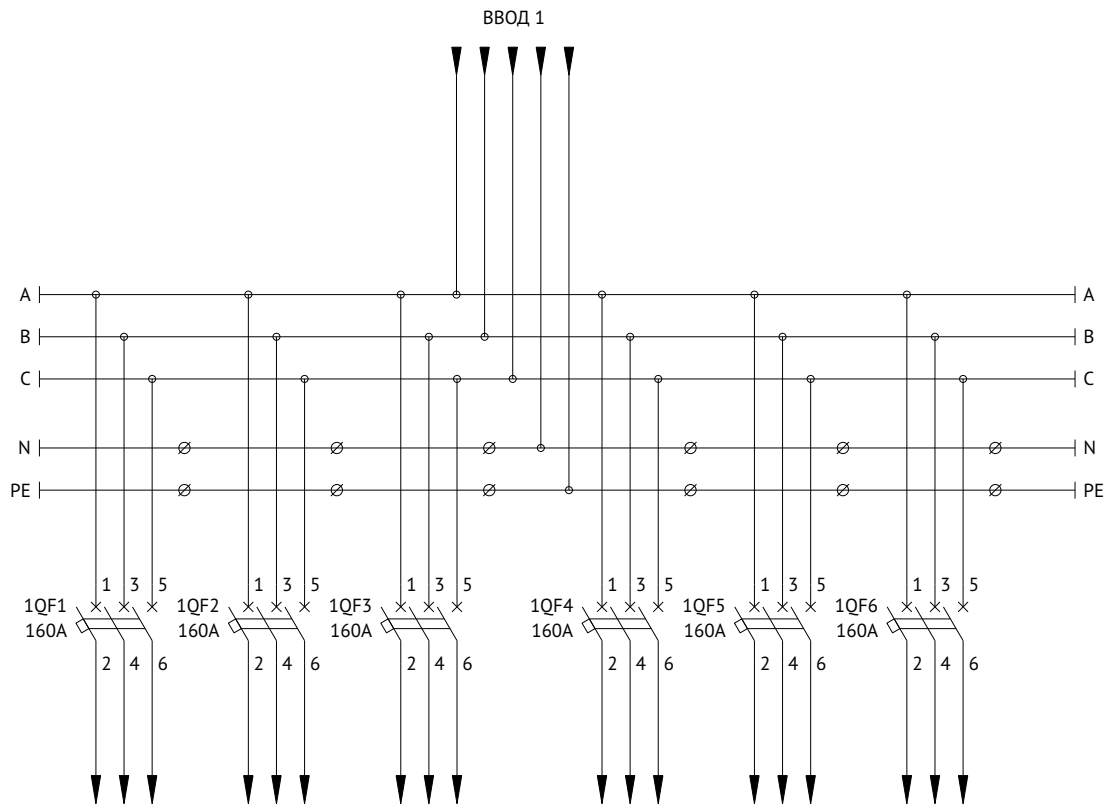 ВВОД 1
A A
B B
C C
N N
PE PE
1 3 5 1 3 5 1 3 5 1 3 5 1 3 5 1 3 5
1QF1 1QF2 1QF3 1QF4 1QF5 1QF6
160A 160A 160A 160A 160A 160A
2 4 6 2 4 6 2 4 6 2 4 6 2 4 6 2 4 6